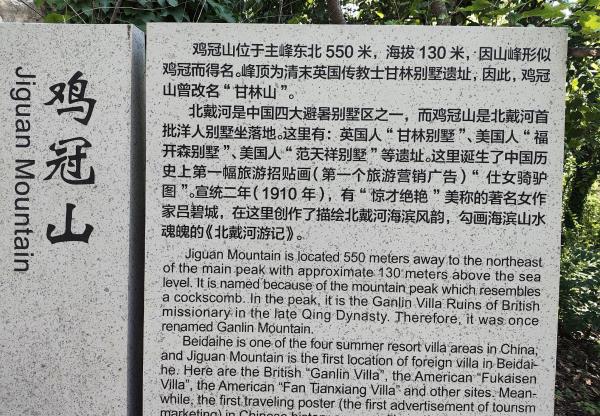 鸡冠山
Jiguan Mountain
鸡冠山位于主峰东北 550 米，海拔 130 米，因山峰形似
鸡冠而得名。峰顶为清末英国传教士甘林别墅遗址，因此，鸡冠
山曾改名“甘林山”。
北戴河是中国四大避暑别墅区之一，而鸡冠山是北戴河首
批洋人别墅坐落地。这里有：英国人“甘林别墅”、美国人“福
开森别墅”、美国人“范天祥别墅”等遗址。这里诞生了中国历
史上第一幅旅游招贴画（第一个旅游营销广告）“仕女骑驴
图”。宣统二年（1910 年），有“惊才绝艳”美称的著名女作
家吕碧城，在这里创作了描绘北戴河海滨风韵，勾画海滨山水
魂魄的《北戴河游记》。
Jiguan Mountain is located 550 meters away to the northeast
of the main peak with approximate 130 meters above the sea
level. It is named because of the mountain peak which resembles
a cockscomb. In the peak, it is the Ganlin Villa Ruins of British
missionary in the late Qing Dynasty. Therefore, it was once
renamed Ganlin Mountain.
Beidaihe is one of the four summer resort villa areas in China,
and Jiguan Mountain is the first location of foreign villa in Beidai-
he. Here are the British “Ganlin Villa”, the American “Fukaisen
Villa”, the American “Fan Tianxiang Villa” and other sites. Mean-
while, the first traveling poster (the first advertisement of tourism
marketing) in Chinese